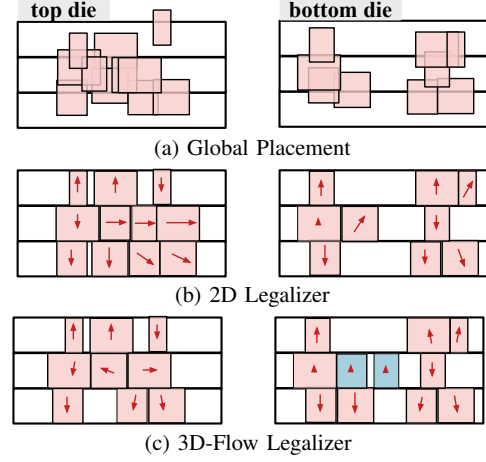 top die bottom die
(a) Global Placement
(b) 2D Legalizer
(c) 3D-Flow Legalizer